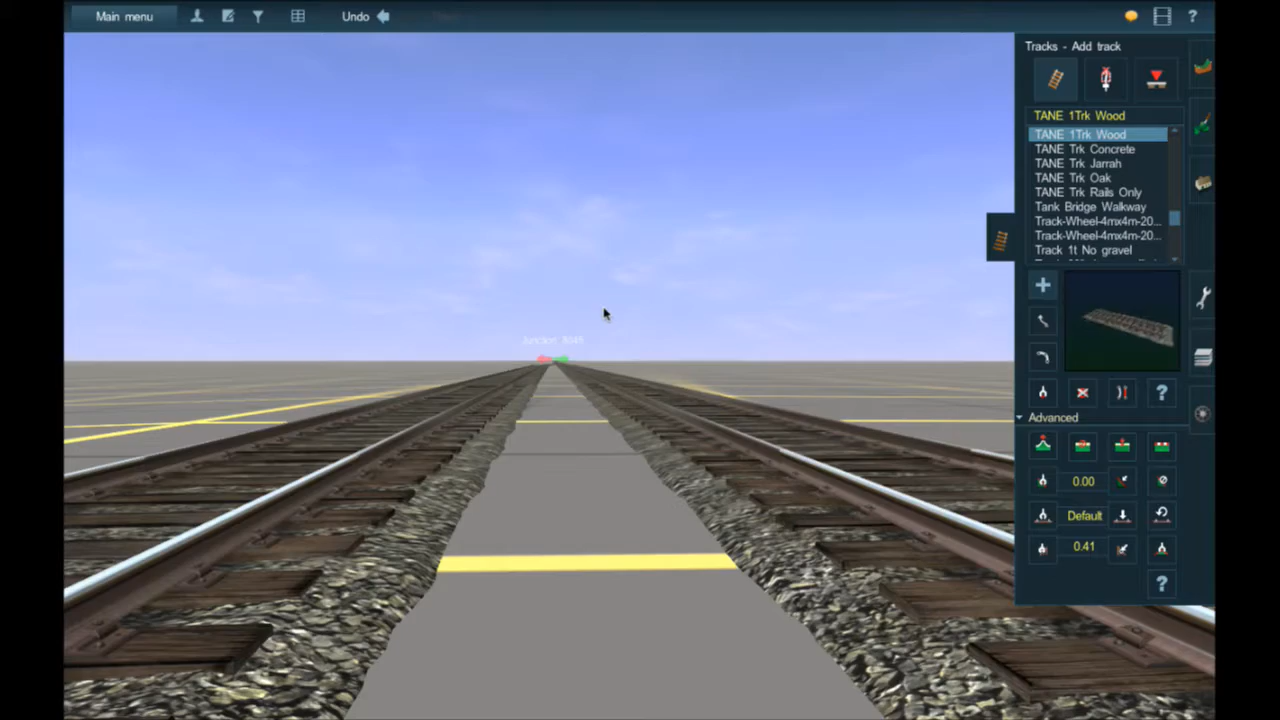 Main menu
Undo
?
Tracks - Add track
TANE 1Trk Wood
TANE 1Trk Wood
TANE Trk Concrete
TANE Trk Jarrah
TANE Trk Oak
TANE Trk Rails Only
Tank Bridge Walkway
Track-Wheel-4mx4m-20...
Track-Wheel-4mx4m-20...
Track 1t No gravel
?
Advanced
0.00
Default
0.41
?